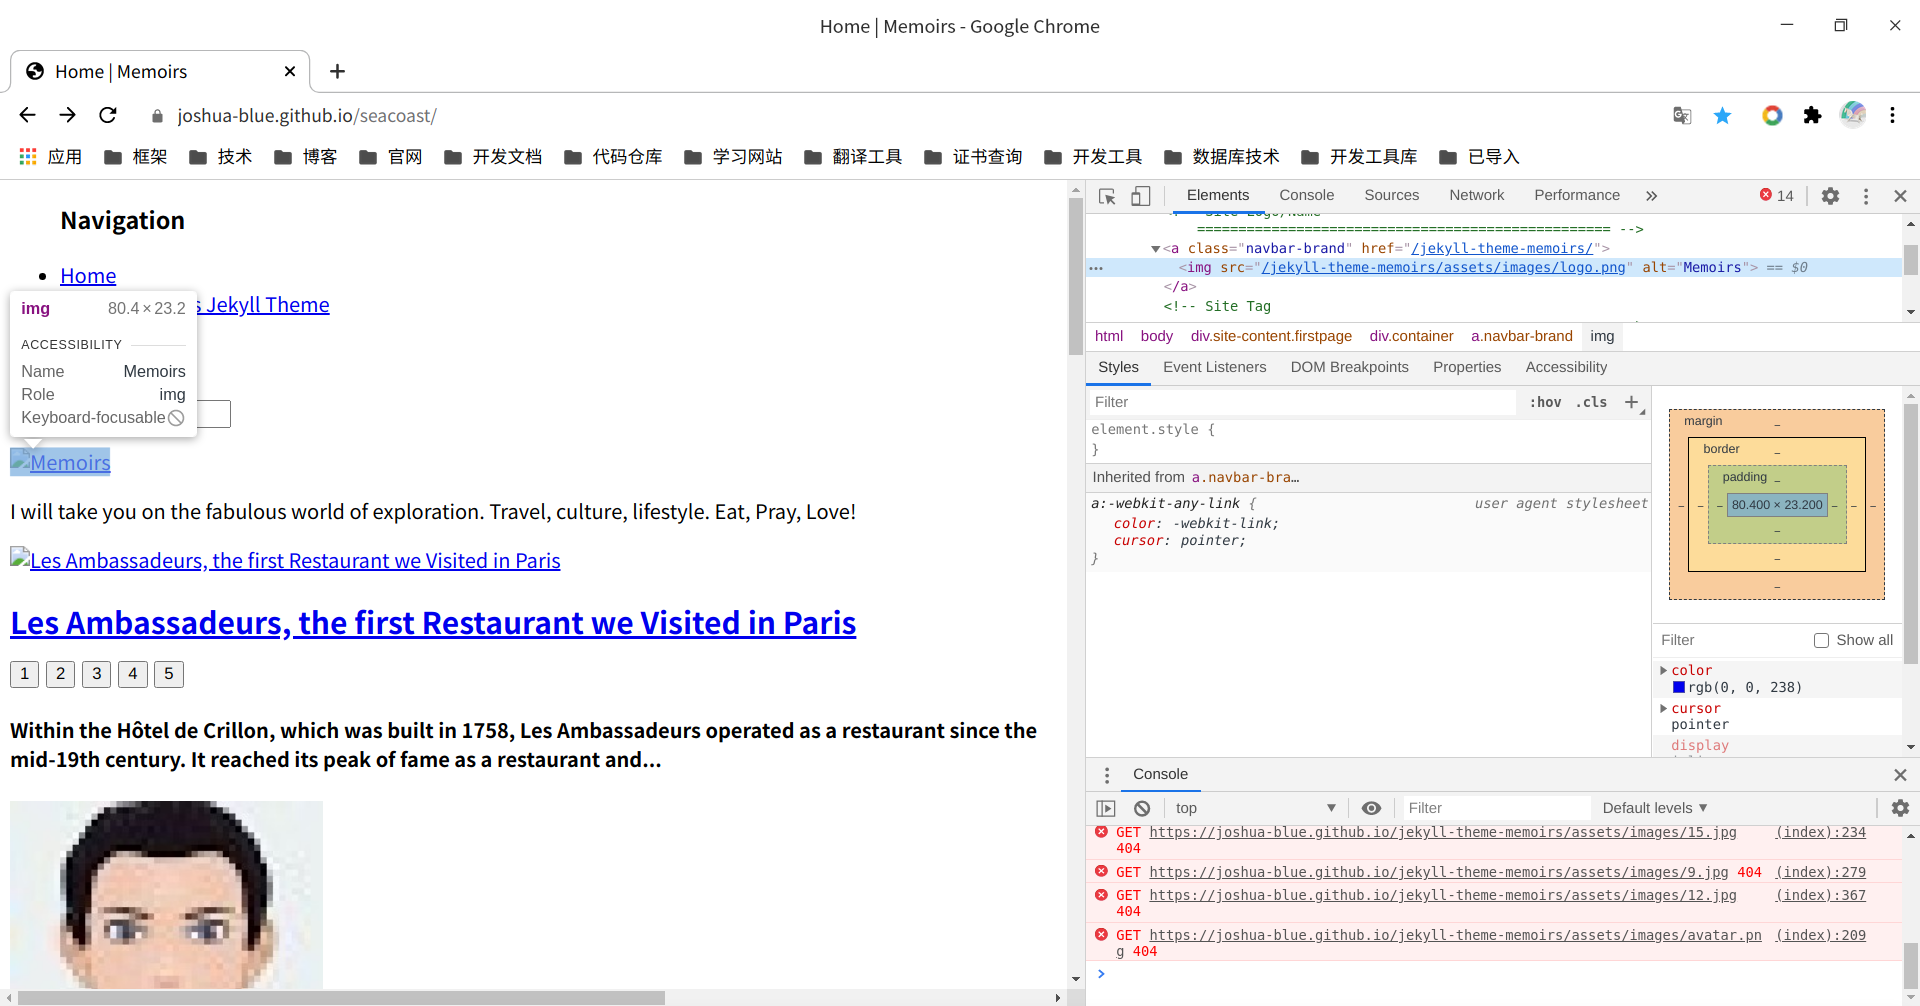 Home | Memoirs - Google Chrome
Home | Memoirs
joshua-blue.github.io/seacoast/
应用 框架 技术 博客 官网 开发文档 代码仓库 学习网站 翻译工具 证书查询 开发工具 数据库技术 开发工具库 已导入
Navigation
Home
s Jekyll Theme
img 80.4 × 23.2
ACCESSIBILITY
Name Memoirs
Role img
Keyboard-focusable
Memoirs
I will take you on the fabulous world of exploration. Travel, culture, lifestyle. Eat, Pray, Love!
Les Ambassadeurs, the first Restaurant we Visited in Paris
Les Ambassadeurs, the first Restaurant we Visited in Paris
1 2 3 4 5
Within the Hôtel de Crillon, which was built in 1758, Les Ambassadeurs operated as a restaurant since the
mid-19th century. It reached its peak of fame as a restaurant and...
Elements Console Sources Network Performance » 14
================================================== -->
<a class="navbar-brand" href="/jekyll-theme-memoirs/">
<img src="/jekyll-theme-memoirs/assets/images/logo.png" alt="Memoirs"> == $0
</a>
<!-- Site Tag
html body div.site-content.firstpage div.container a.navbar-brand img
Styles Event Listeners DOM Breakpoints Properties Accessibility
Filter :hov .cls +
element.style {
}
Inherited from a.navbar-bra…
a:-webkit-any-link { user agent stylesheet
color: -webkit-link;
cursor: pointer;
}
margin –
border –
padding –
– – – 80.400 × 23.200 – – –
–
–
–
Filter Show all
color
rgb(0, 0, 238)
cursor
pointer
display
Console
top Filter Default levels
GET https://joshua-blue.github.io/jekyll-theme-memoirs/assets/images/15.jpg (index):234
404
GET https://joshua-blue.github.io/jekyll-theme-memoirs/assets/images/9.jpg 404 (index):279
GET https://joshua-blue.github.io/jekyll-theme-memoirs/assets/images/12.jpg (index):367
404
GET https://joshua-blue.github.io/jekyll-theme-memoirs/assets/images/avatar.pn (index):209
g 404